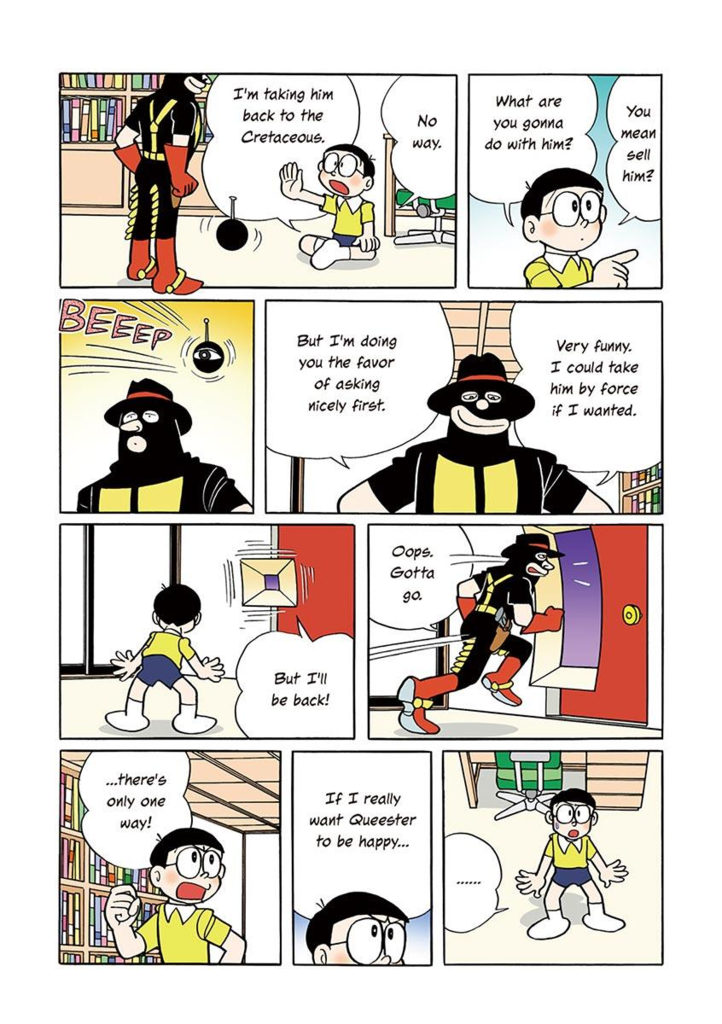 You
mean
sell
him?
What are
you gonna
do with him?
No
way.
I'm taking him
back to the
Cretaceous.
Very funny.
I could take
him by force
if I wanted.
But I'm doing
you the favor
of asking
nicely first.
BEEEP
Oops.
Gotta
go.
But I'll
be back!
......
If I really
want Queester
to be happy...
...there's
only one
way!